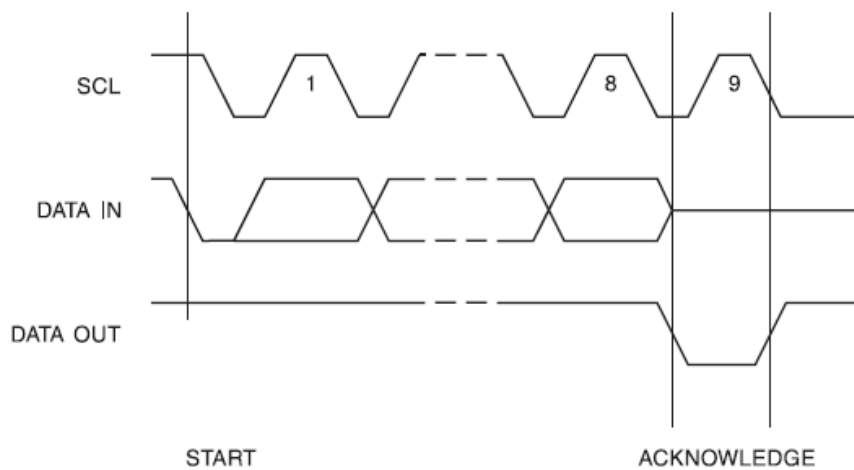 SCL
1
8
9
DATA IN
DATA OUT
START
ACKNOWLEDGE